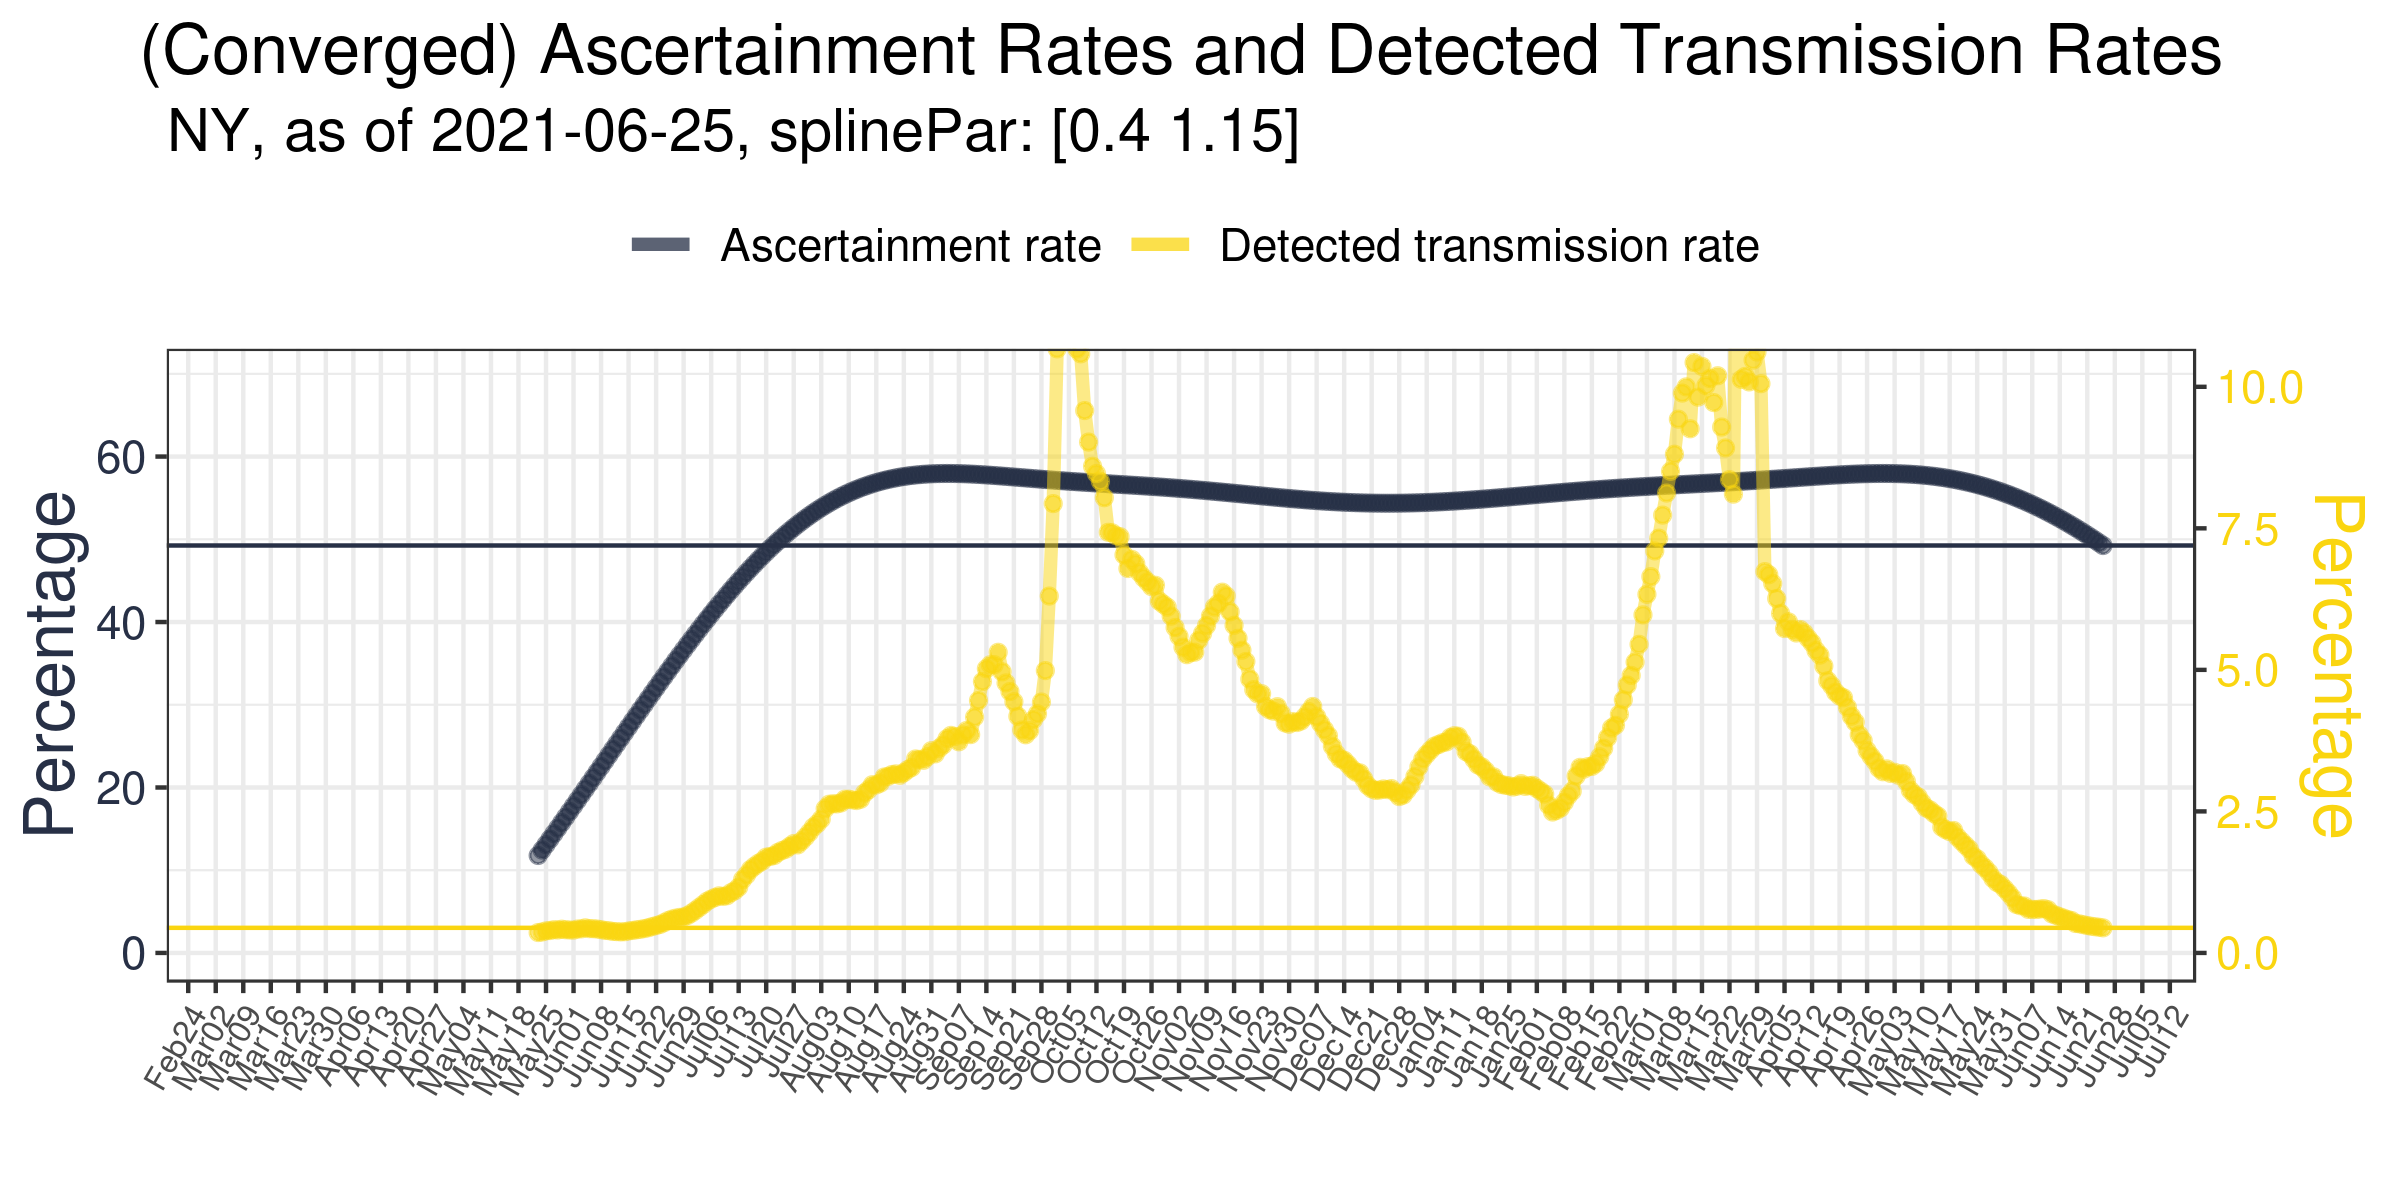 (Converged) Ascertainment Rates and Detected Transmission Rates
NY, as of 2021-06-25, splinePar: [0.4 1.15]
Ascertainment rate
Detected transmission rate
Percentage
60
40
20
0
10.0
7.5
5.0
2.5
0.0
Percentage
Feb24
Mar02
Mar09
Mar16
Mar23
Mar30
Apr06
Apr13
Apr20
Apr27
May04
May11
May18
May25
Jun01
Jun08
Jun15
Jun22
Jun29
Jul06
Jul13
Jul20
Jul27
Aug03
Aug10
Aug17
Aug24
Aug31
Sep07
Sep14
Sep21
Sep28
Oct05
Oct12
Oct19
Oct26
Nov02
Nov09
Nov16
Nov23
Nov30
Dec07
Dec14
Dec21
Dec28
Jan04
Jan11
Jan18
Jan25
Feb01
Feb08
Feb15
Feb22
Mar01
Mar08
Mar15
Mar22
Mar29
Apr05
Apr12
Apr19
Apr26
May03
May10
May17
May24
May31
Jun07
Jun14
Jun21
Jun28
Jul05
Jul12